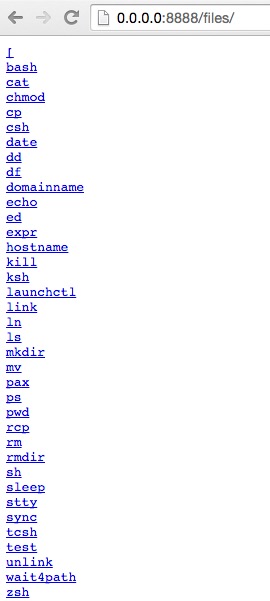 0.0.0.0:8888/files/
[
bash
cat
chmod
cp
csh
date
dd
df
domainname
echo
ed
expr
hostname
kill
ksh
launchctl
link
ln
ls
mkdir
mv
pax
ps
pwd
rcp
rm
rmdir
sh
sleep
stty
sync
tcsh
test
unlink
wait4path
zsh